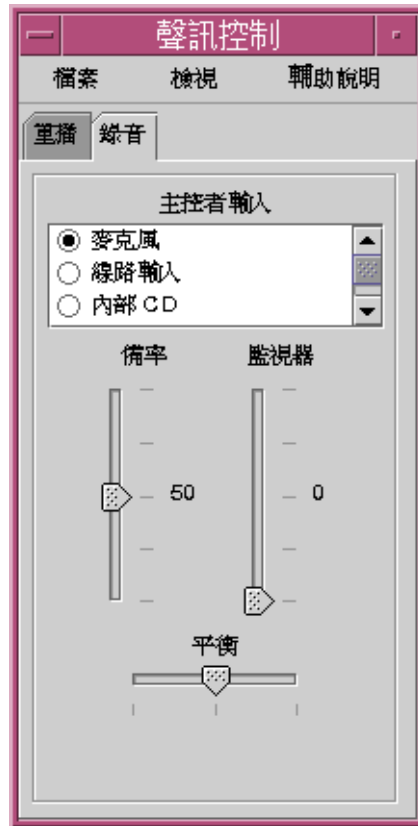 聲訊控制
檔案 檢視 輔助說明
重播 錄音
主控者輸入
麥克風
線路輸入
內部 CD
備率 監視器
50 0
平衡